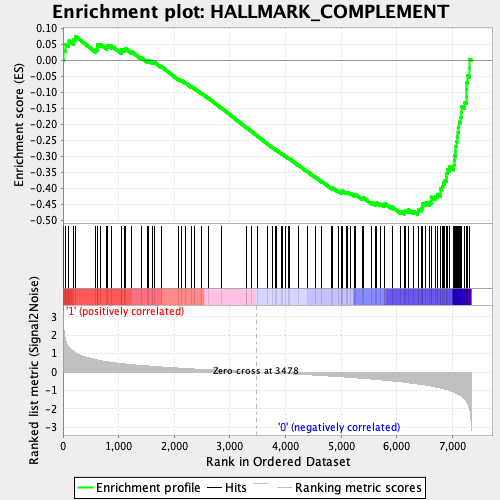 Enrichment plot: HALLMARK_COMPLEMENT
Enrichment score (ES)
0.10
0.05
0.00
-0.05
-0.10
-0.15
-0.20
-0.25
-0.30
-0.35
-0.40
-0.45
-0.50
'1' (positively correlated)
Ranked list metric (Signal2Noise)
3
2
1
0
-1
-2
-3
Zero cross at 3478
'0' (negatively correlated)
0 1,000 2,000 3,000 4,000 5,000 6,000 7,000
Rank in Ordered Dataset
Enrichment profile Hits Ranking metric scores